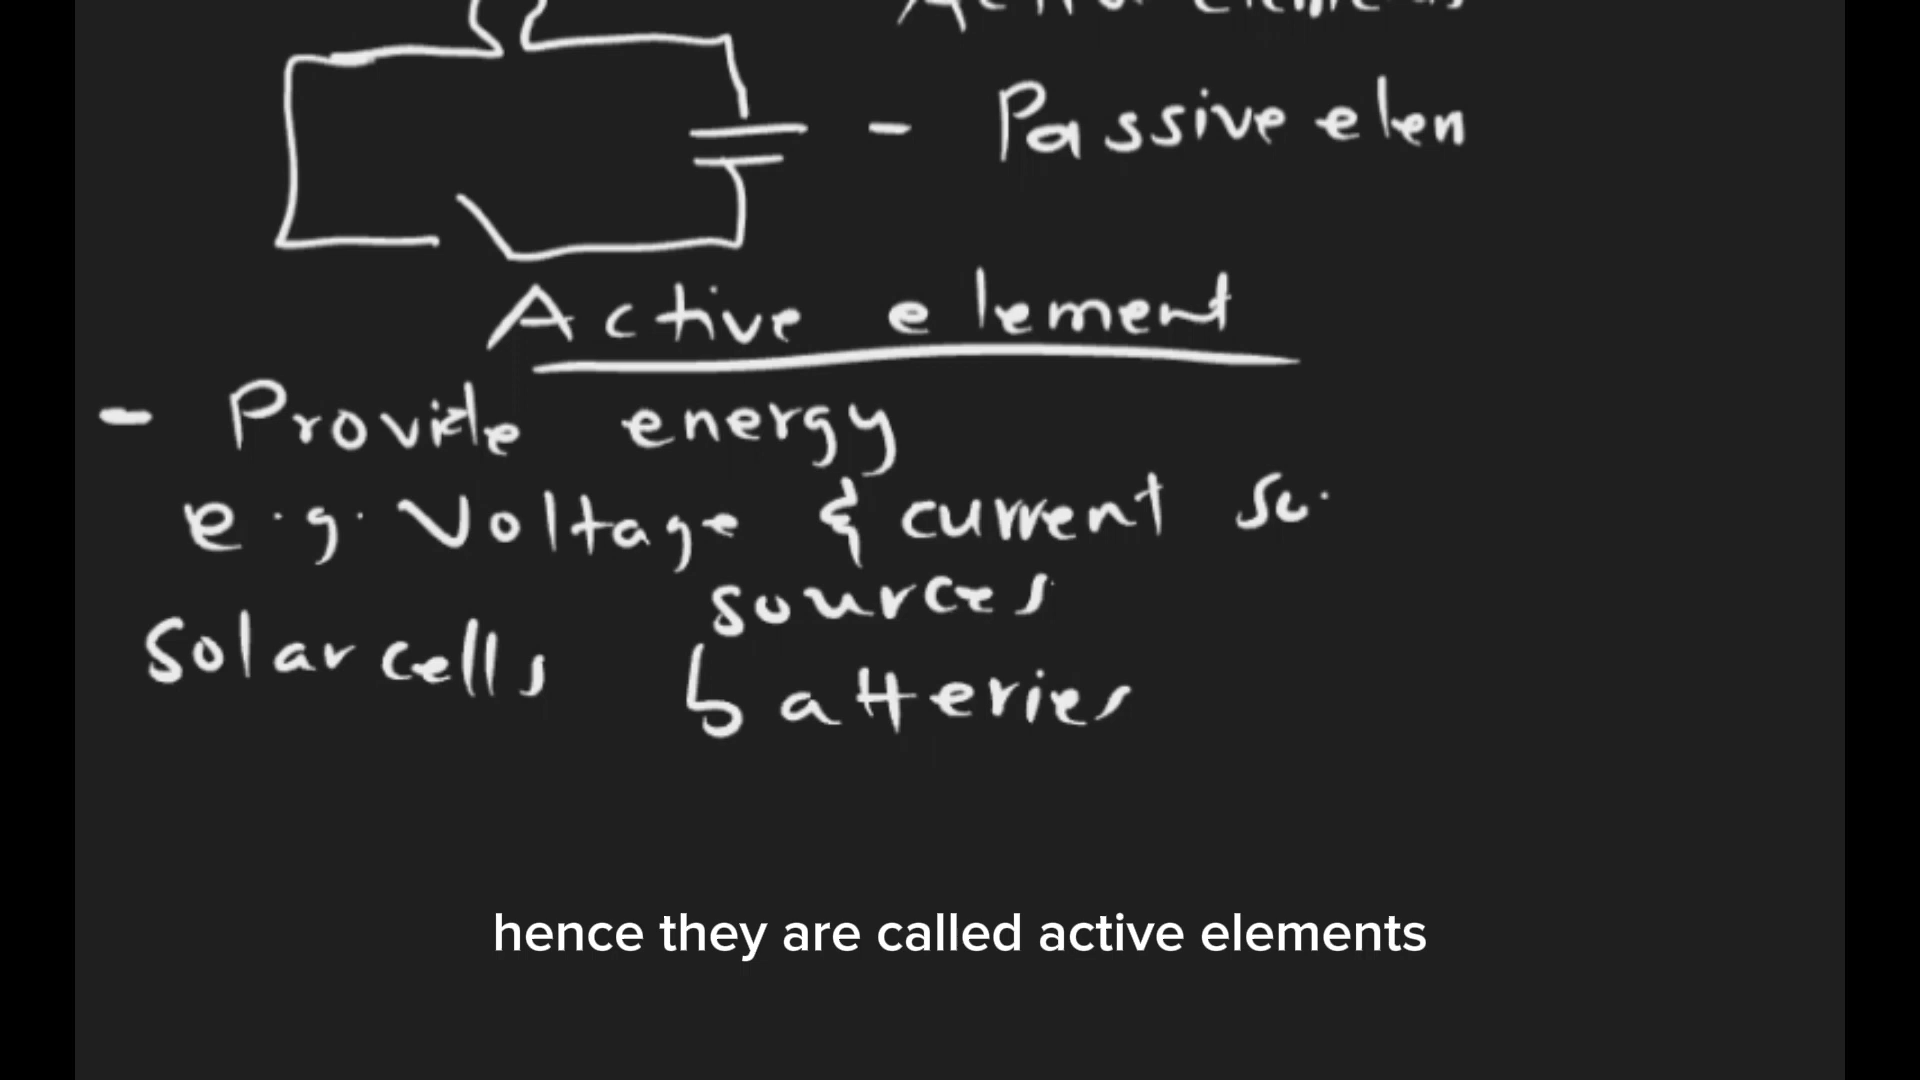 - Passive elen
Active element
- Provide energy
e.g. Voltage & current so.
sources
Solar cells batteries
hence they are called active elements